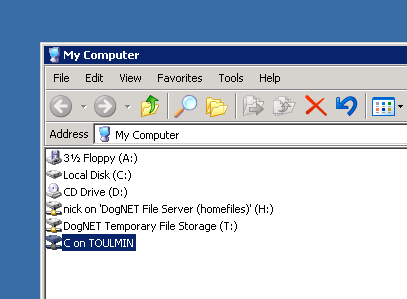 My Computer
File Edit View Favorites Tools Help
Address My Computer
3½ Floppy (A:)
Local Disk (C:)
CD Drive (D:)
nick on 'DogNET File Server (homefiles)' (H:)
DogNET Temporary File Storage (T:)
C on TOULMIN